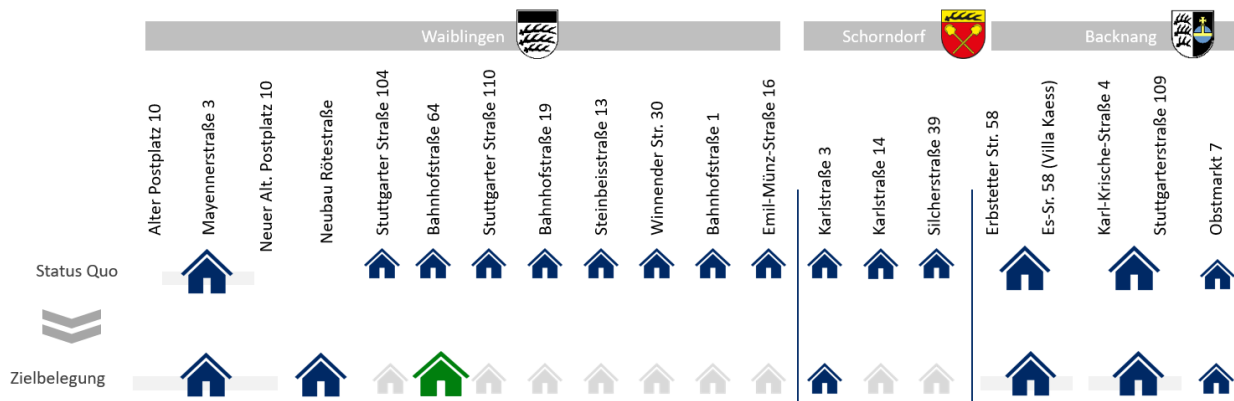 Waiblingen
Schorndorf
Backnang
Alter Postplatz 10
Mayennerstraße 3
Neuer Alt. Postplatz 10
Neubau Rötestraße
Stuttgarter Straße 104
Bahnhofstraße 64
Stuttgarter Straße 110
Bahnhofstraße 19
Steinbeisstraße 13
Winnender Str. 30
Bahnhofstraße 1
Emil-Münz-Straße 16
Karlstraße 3
Karlstraße 14
Silcherstraße 39
Erbstetter Str. 58
Es-Sr. 58 (Villa Kaess)
Karl-Krische-Straße 4
Stuttgarterstraße 109
Obstmarkt 7
Status Quo
Zielbelegung